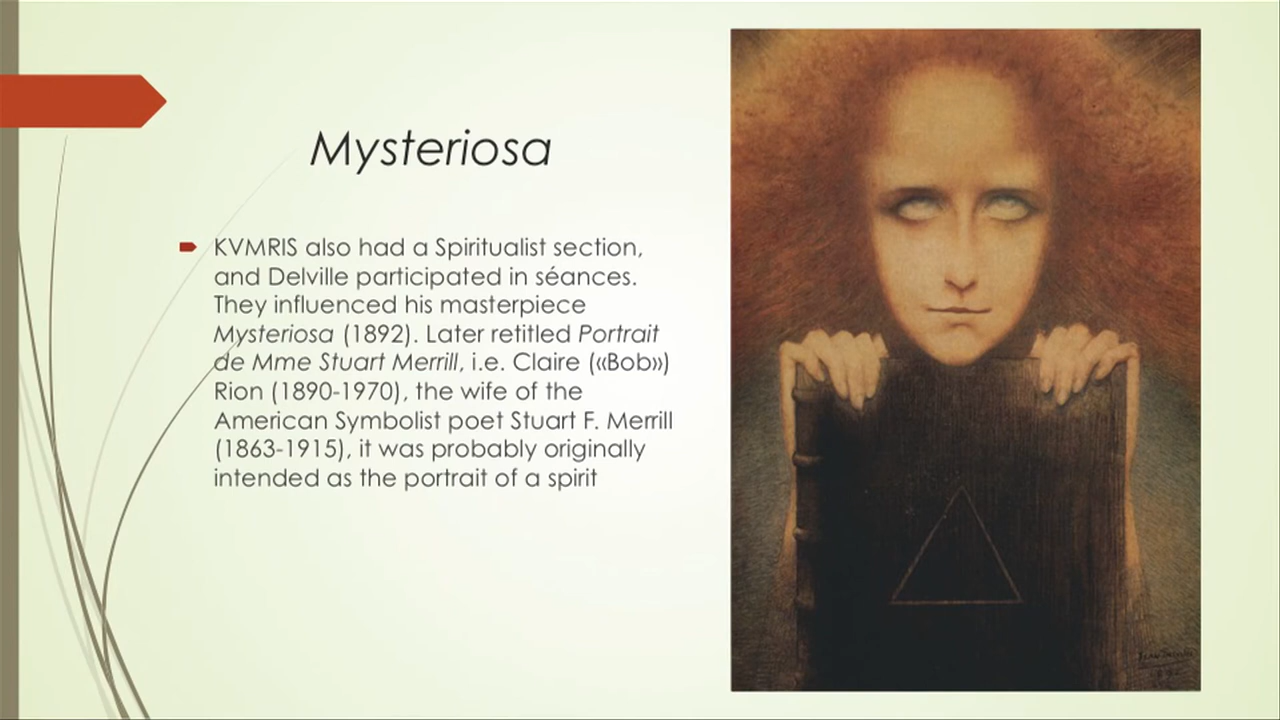 Mysteriosa
KVMRIS also had a Spiritualist section,
and Delville participated in séances.
They influenced his masterpiece
Mysteriosa (1892). Later retitled Portrait
de Mme Stuart Merrill, i.e. Claire («Bob»)
Rion (1890-1970), the wife of the
American Symbolist poet Stuart F. Merrill
(1863-1915), it was probably originally
intended as the portrait of a spirit